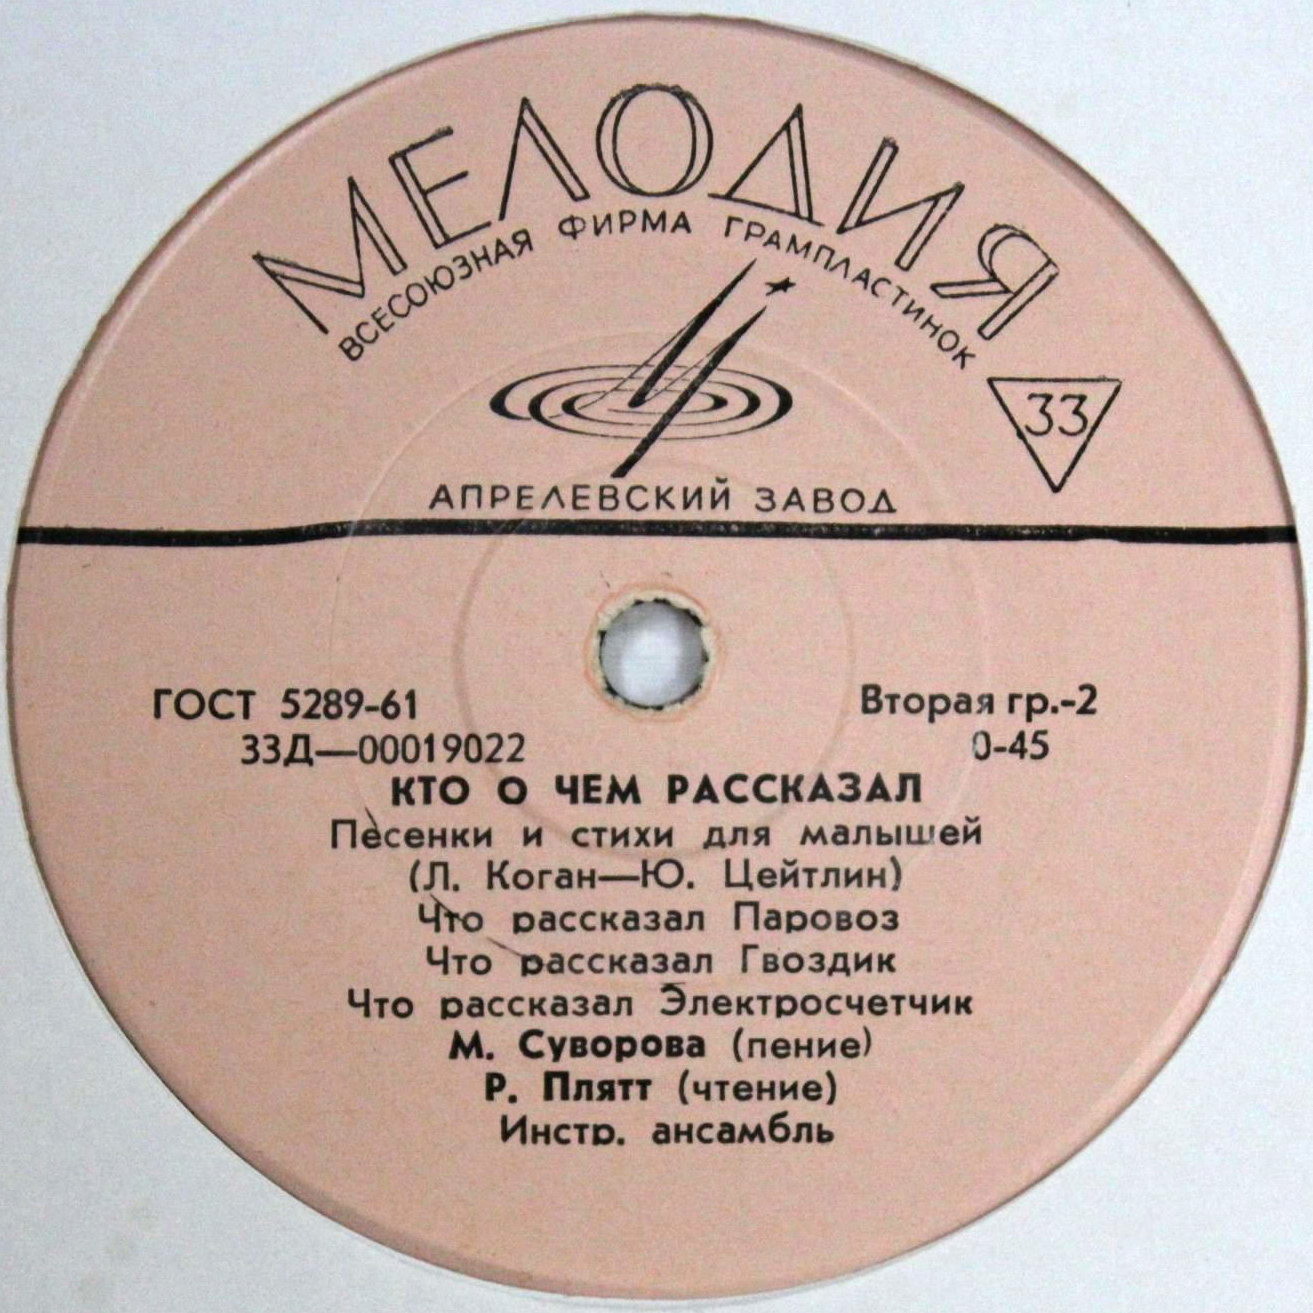 МЕЛОДИЯ
ВСЕСОЮЗНАЯ ФИРМА ГРАМПЛАСТИНОК
33
АПРЕЛЕВСКИЙ ЗАВОД
ГОСТ 5289-61
Вторая гр.-2
33Д—00019022
0-45
КТО О ЧЕМ РАССКАЗАЛ
Песенки и стихи для малышей
(Л. Коган—Ю. Цейтлин)
Что рассказал Паровоз
Что рассказал Гвоздик
Что рассказал Электросчетчик
М. Суворова (пение)
Р. Плятт (чтение)
Инстр. ансамбль